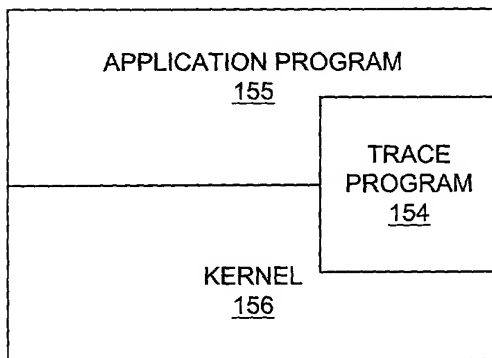 APPLICATION PROGRAM
155
TRACE
PROGRAM
154
KERNEL
156